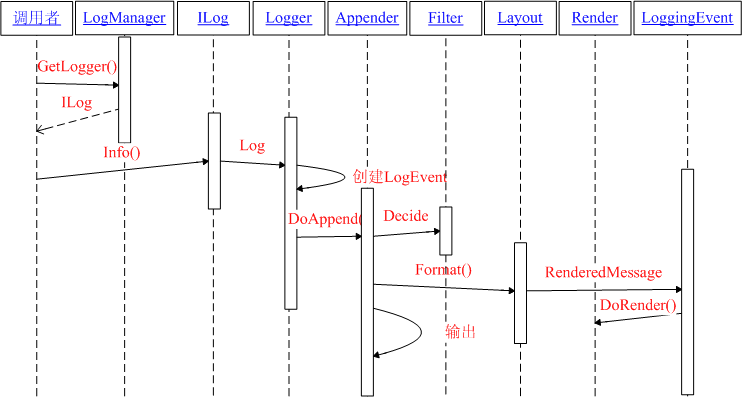 调用者 LogManager ILog Logger Appender Filter Layout Render LoggingEvent
GetLogger()
ILog
Info()
Log
创建LogEvent
DoAppend(
Decide
Format()
RenderedMessage
DoRender()
输出